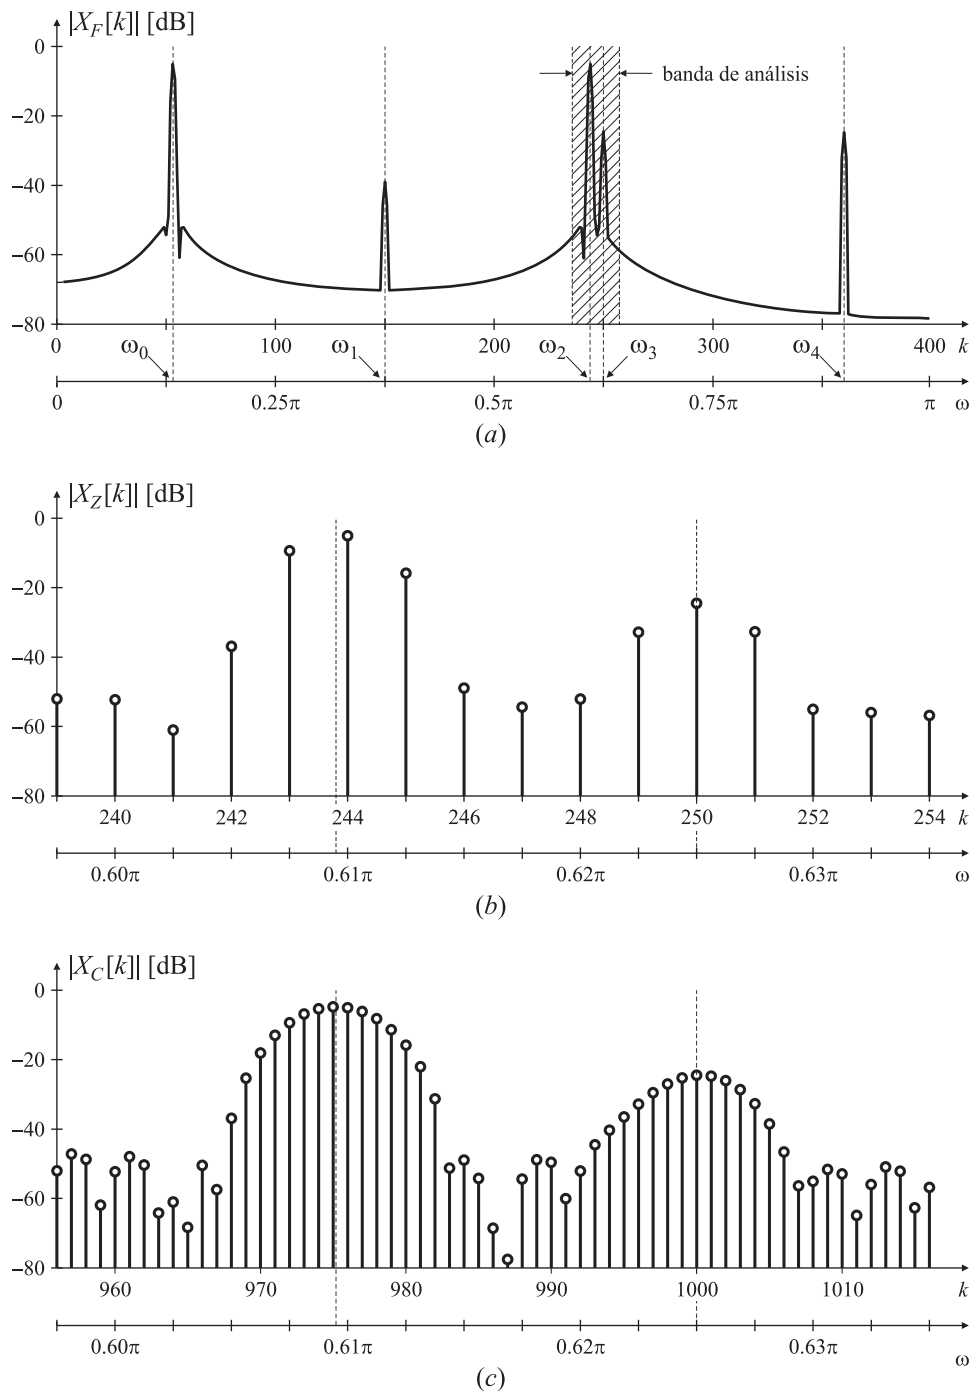 |X_F[k]| [dB]
0
−20
−40
−60
−80
banda de análisis
0 100 200 300 400 k
ω₀ ω₁ ω₂ ω₃ ω₄
0 0.25π 0.5π 0.75π π ω
(a)
|X_Z[k]| [dB]
0
−20
−40
−60
−80
240 242 244 246 248 250 252 254 k
0.60π 0.61π 0.62π 0.63π ω
(b)
|X_C[k]| [dB]
0
−20
−40
−60
−80
960 970 980 990 1000 1010 k
0.60π 0.61π 0.62π 0.63π ω
(c)